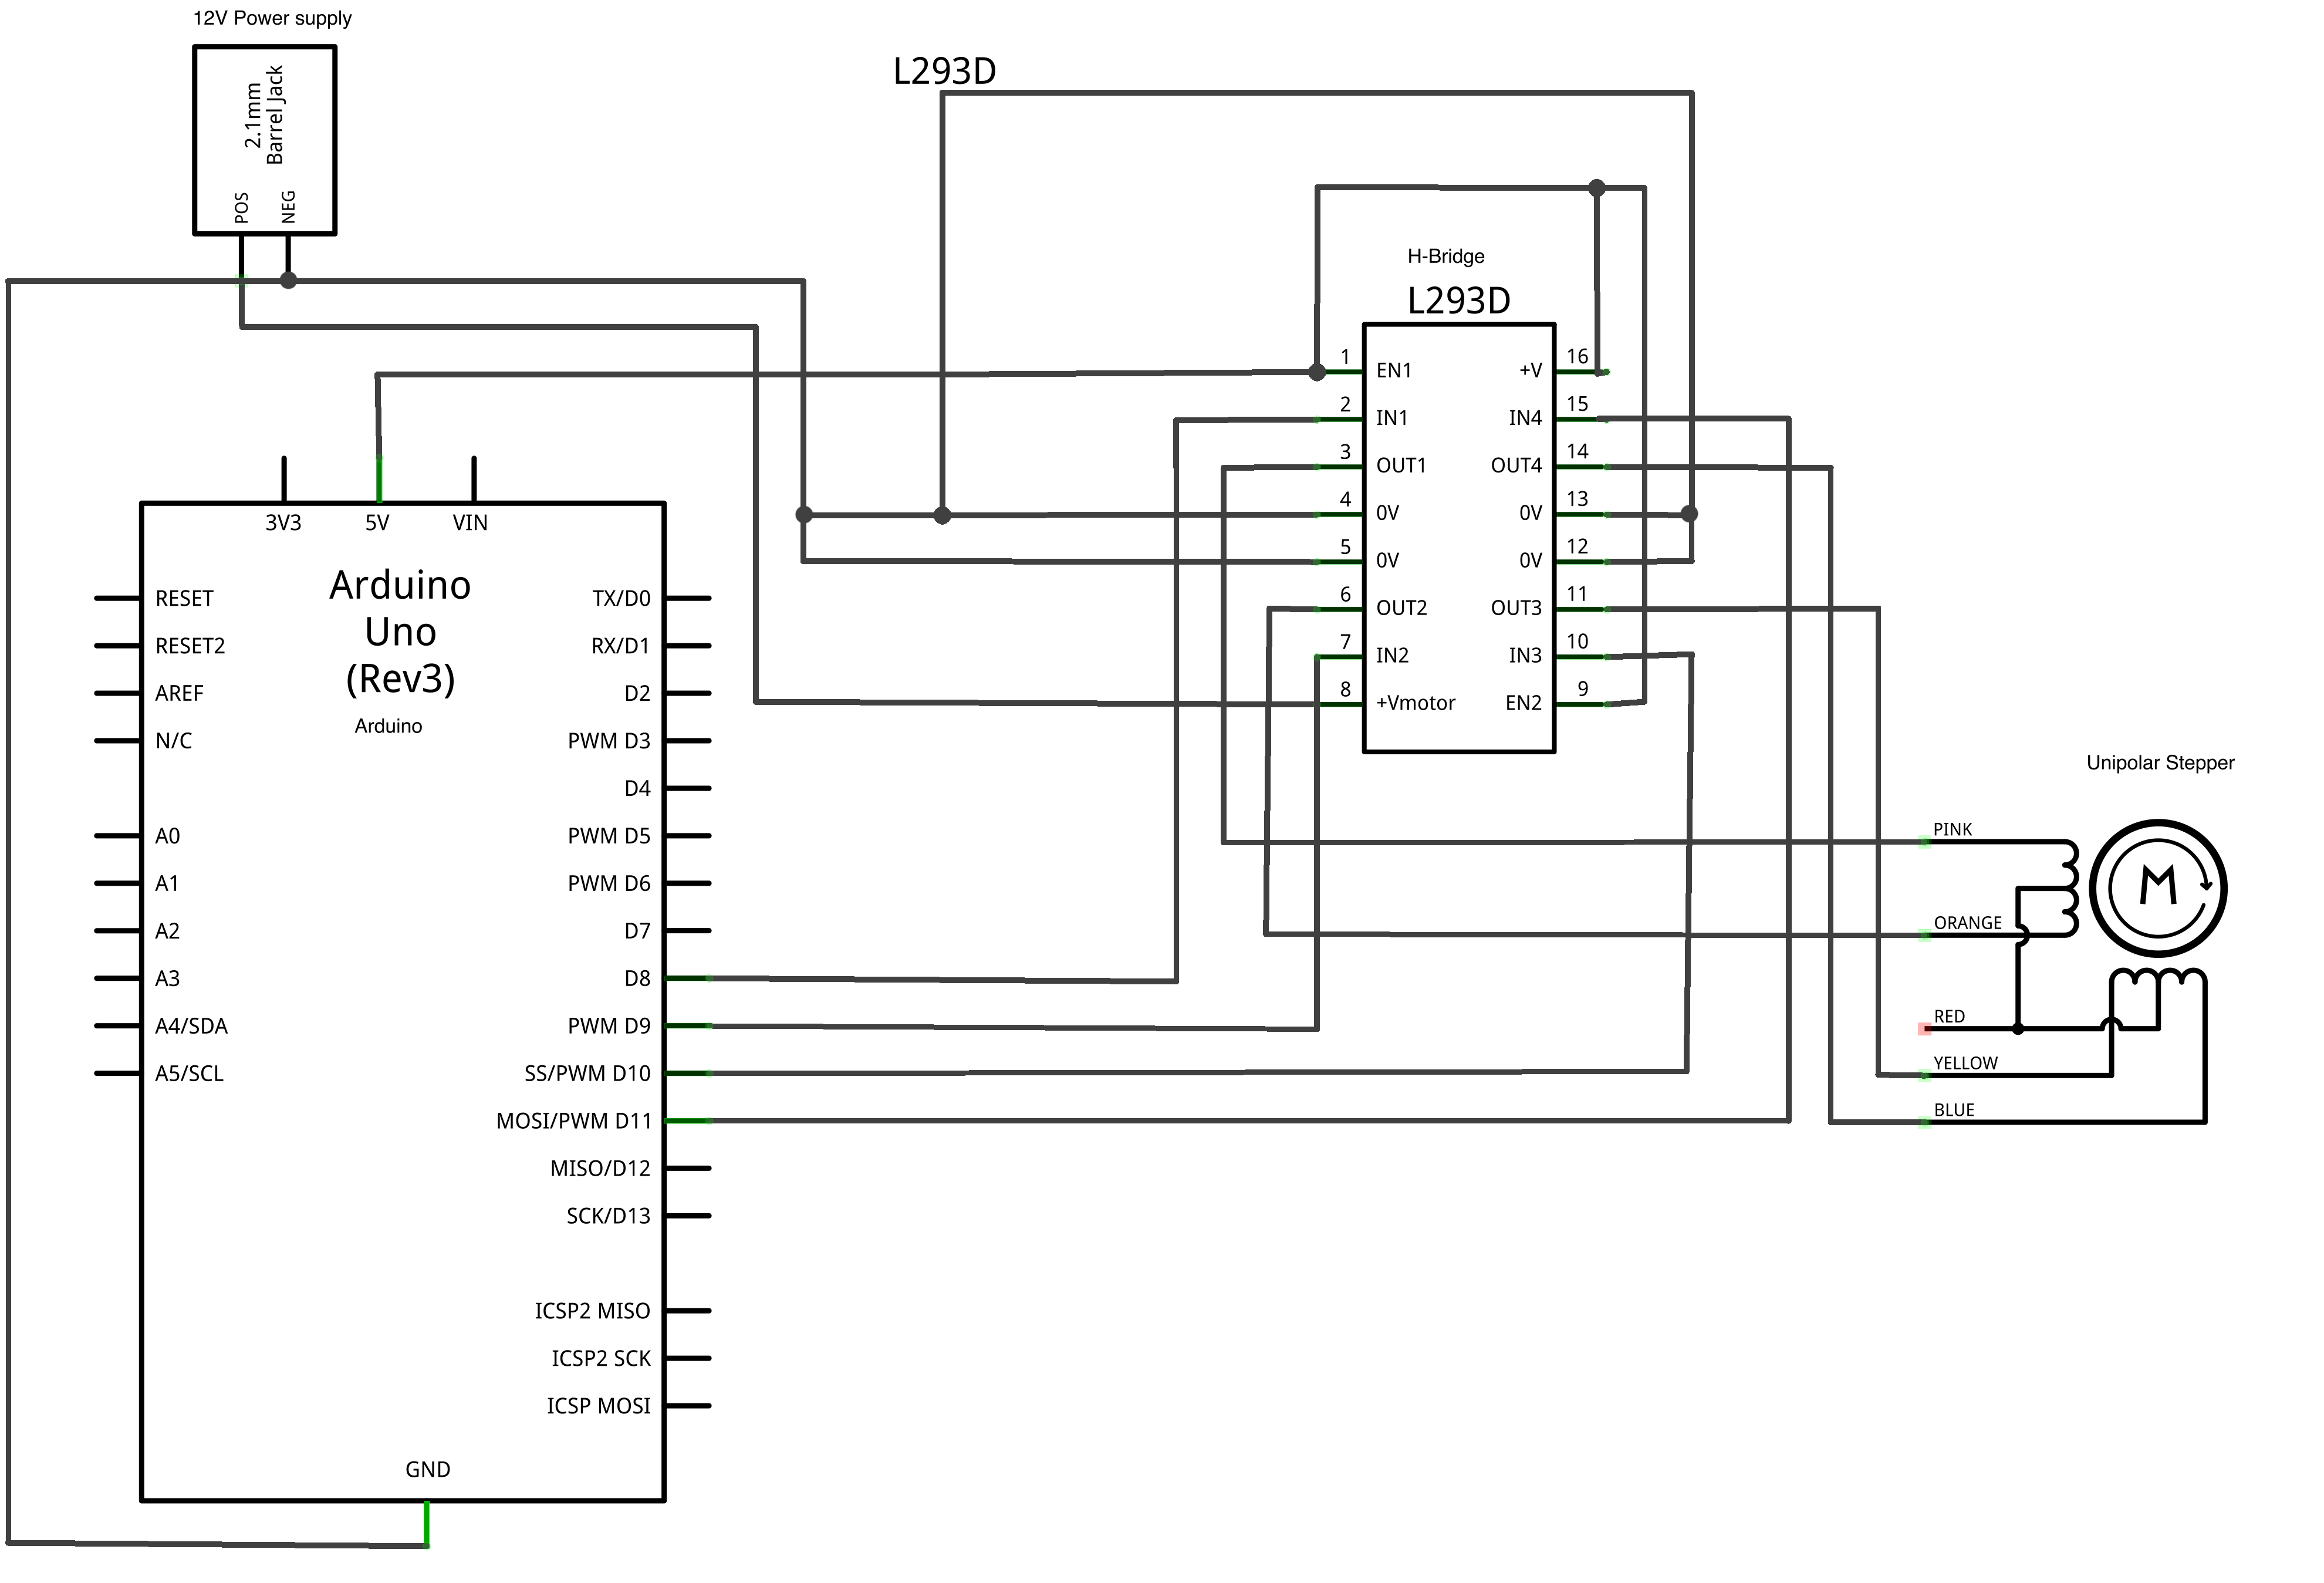 12V Power supply
2.1mm
Barrel Jack
POS
NEG
L293D
H-Bridge
L293D
1
EN1
2
IN1
3
OUT1
4
0V
5
0V
6
OUT2
7
IN2
8
+Vmotor
16
+V
15
IN4
14
OUT4
13
0V
12
0V
11
OUT3
10
IN3
9
EN2
3V3
5V
VIN
Arduino
Uno
(Rev3)
Arduino
RESET
RESET2
AREF
N/C
A0
A1
A2
A3
A4/SDA
A5/SCL
TX/D0
RX/D1
D2
PWM D3
D4
PWM D5
PWM D6
D7
D8
PWM D9
SS/PWM D10
MOSI/PWM D11
MISO/D12
SCK/D13
ICSP2 MISO
ICSP2 SCK
ICSP MOSI
GND
Unipolar Stepper
PINK
ORANGE
RED
YELLOW
BLUE
M